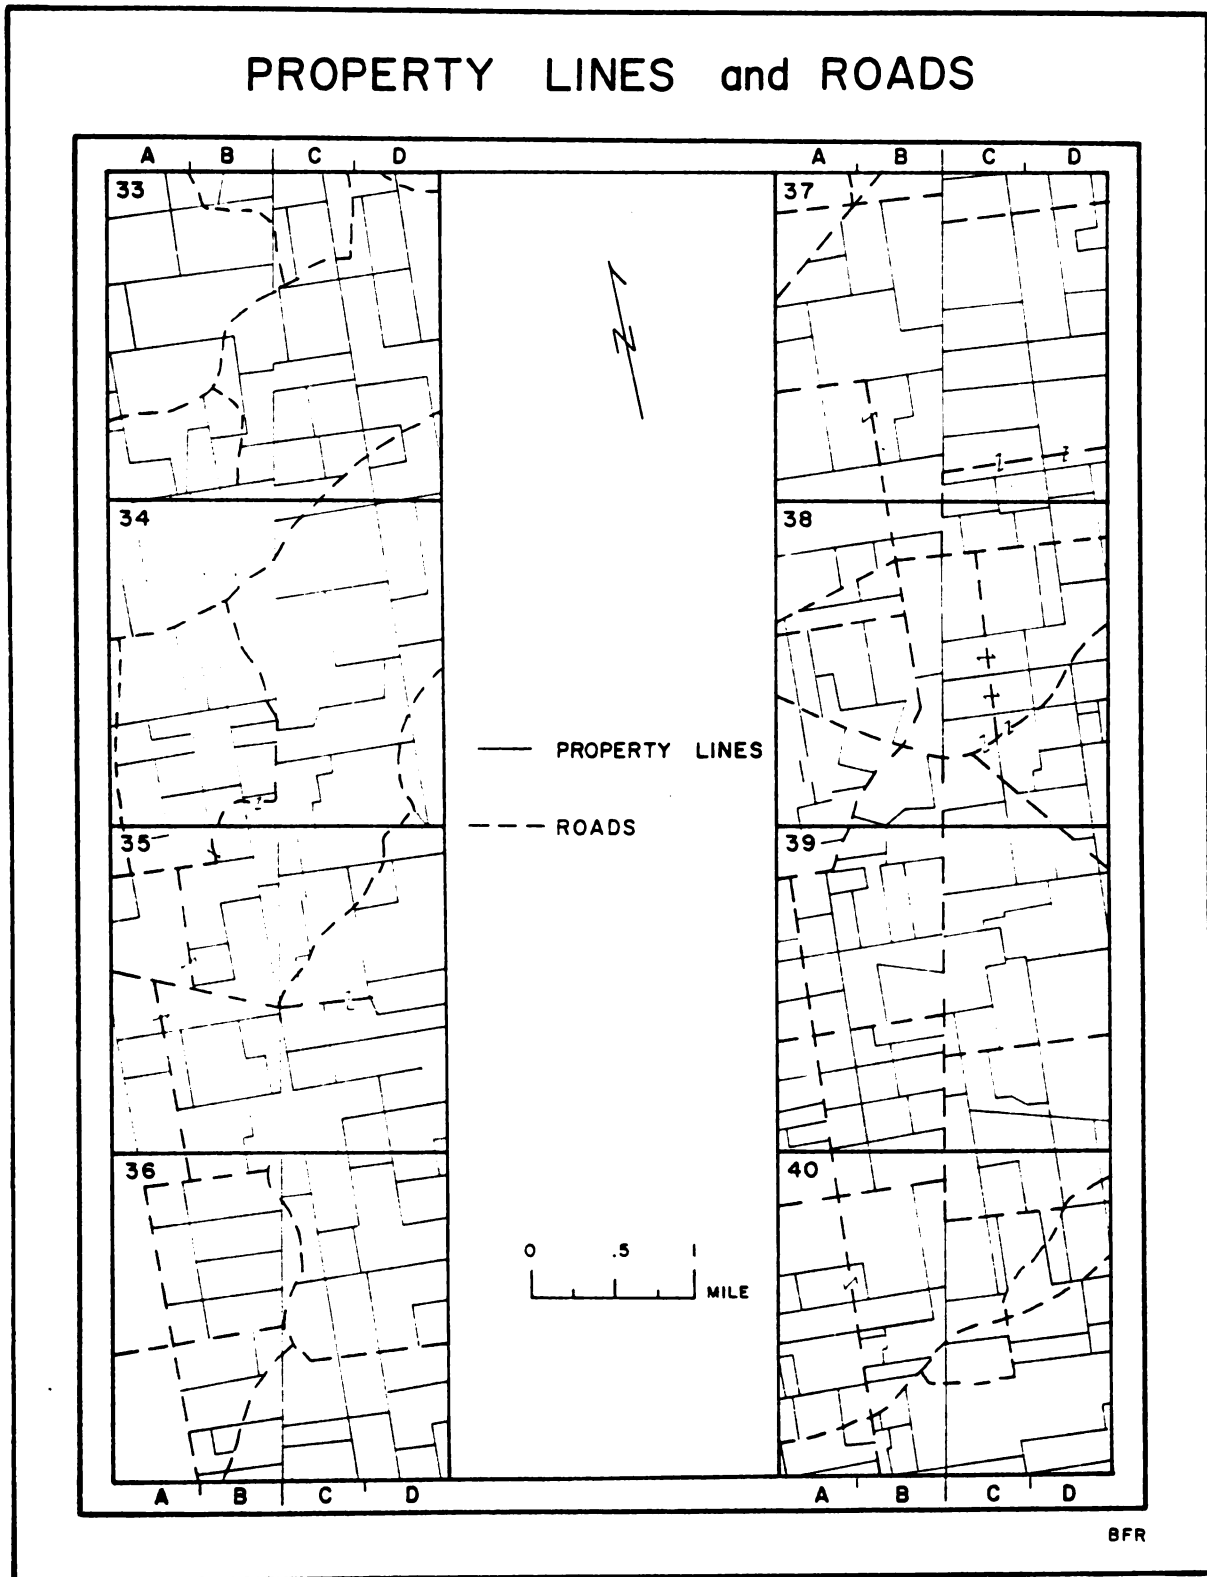 PROPERTY LINES and ROADS
A B C D
A B C D
33
37
N
34
38
PROPERTY LINES
ROADS
35
39
36
40
0 .5 1
MILE
A B C D
A B C D
BFR